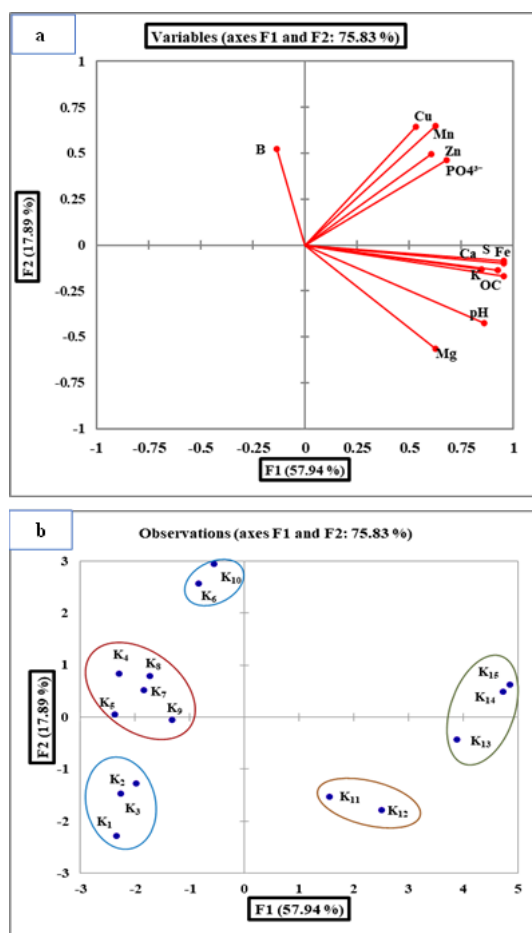 a
Variables (axes F1 and F2: 75.83 %)
1
0.75
0.5
0.25
0
-0.25
-0.5
-0.75
-1
F2 (17.89 %)
Cu
Mn
B
Zn
PO4³⁻
Ca
S
Fe
K
OC
pH
Mg
-1
-0.75
-0.5
-0.25
0
0.25
0.5
0.75
1
F1 (57.94 %)
b
Observations (axes F1 and F2: 75.83 %)
3
2
1
0
-1
-2
-3
F2 (17.89 %)
K₁₀
K₆
K₄
K₈
K₇
K₅
K₉
K₁₅
K₁₄
K₁₃
K₂
K₃
K₁
K₁₁
K₁₂
-3
-2
-1
0
1
2
3
4
5
F1 (57.94 %)